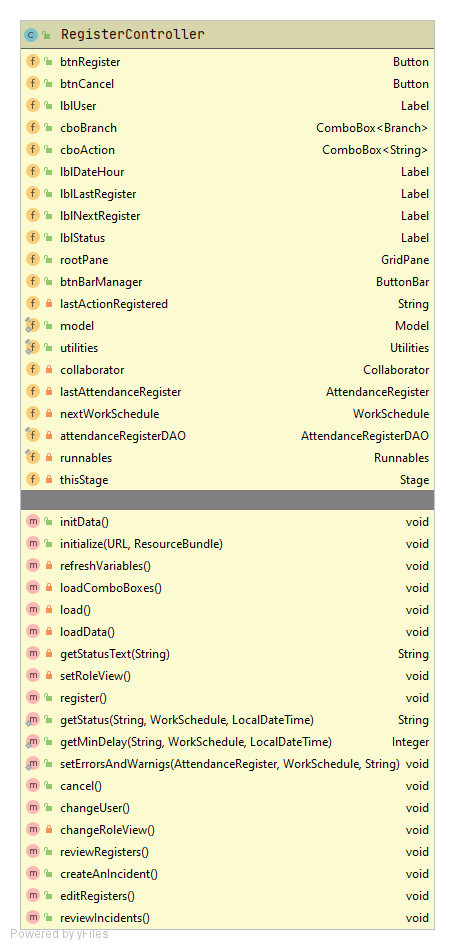 RegisterController
btnRegister Button
btnCancel Button
lblUser Label
cboBranch ComboBox<Branch>
cboAction ComboBox<String>
lblDateHour Label
lblLastRegister Label
lblNextRegister Label
lblStatus Label
rootPane GridPane
btnBarManager ButtonBar
lastActionRegistered String
model Model
utilities Utilities
collaborator Collaborator
lastAttendanceRegister AttendanceRegister
nextWorkSchedule WorkSchedule
attendanceRegisterDAO AttendanceRegisterDAO
runnables Runnables
thisStage Stage
initData() void
initialize(URL, ResourceBundle) void
refreshVariables() void
loadComboBoxes() void
load() void
loadData() void
getStatusText(String) String
setRoleView() void
register() void
getStatus(String, WorkSchedule, LocalDateTime) String
getMinDelay(String, WorkSchedule, LocalDateTime) Integer
setErrorsAndWarnigs(AttendanceRegister, WorkSchedule, String) void
cancel() void
changeUser() void
changeRoleView() void
reviewRegisters() void
createAnIncident() void
editRegisters() void
reviewIncidents() void
Powered by yFiles